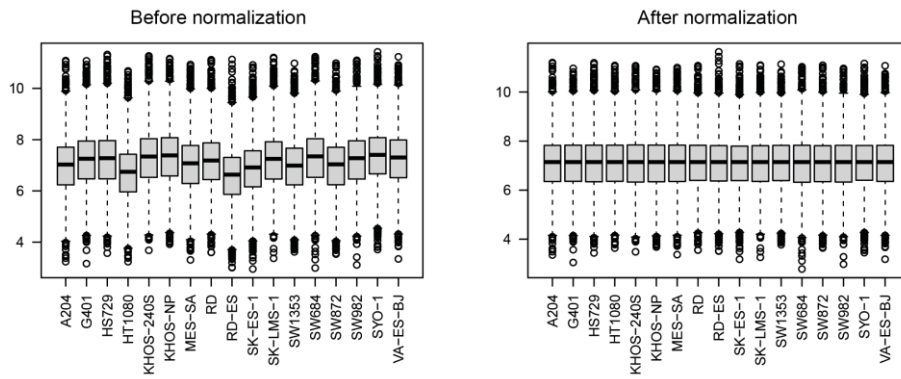 Before normalization
10
8
6
4
A204
G401
HS729
HT1080
KHOS−240S
KHOS−NP
MES−SA
RD
RD−ES
SK−ES−1
SK−LMS−1
SW1353
SW684
SW872
SW982
SYO−1
VA−ES−BJ
After normalization
10
8
6
4
A204
G401
HS729
HT1080
KHOS−240S
KHOS−NP
MES−SA
RD
RD−ES
SK−ES−1
SK−LMS−1
SW1353
SW684
SW872
SW982
SYO−1
VA−ES−BJ